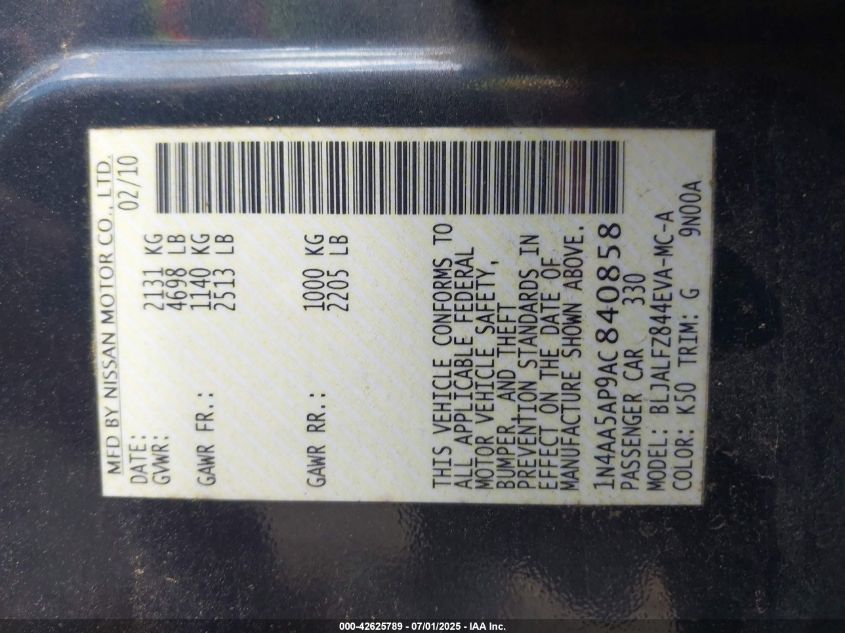 MFD BY NISSAN MOTOR CO., LTD.
DATE: 02/10
GVWR: 2131 KG
4698 LB
GAWR FR.: 1140 KG
2513 LB
GAWR RR.: 1000 KG
2205 LB
THIS VEHICLE CONFORMS TO
ALL APPLICABLE FEDERAL
MOTOR VEHICLE SAFETY,
BUMPER, AND THEFT
PREVENTION STANDARDS IN
EFFECT ON THE DATE OF
MANUFACTURE SHOWN ABOVE.
1N4AA5AP9AC840858
PASSENGER CAR 330
MODEL: BLJALFZ844EVA-MC-A
COLOR: K50 TRIM: G 9N00A
000-42625789 - 07/01/2025 - IAA Inc.